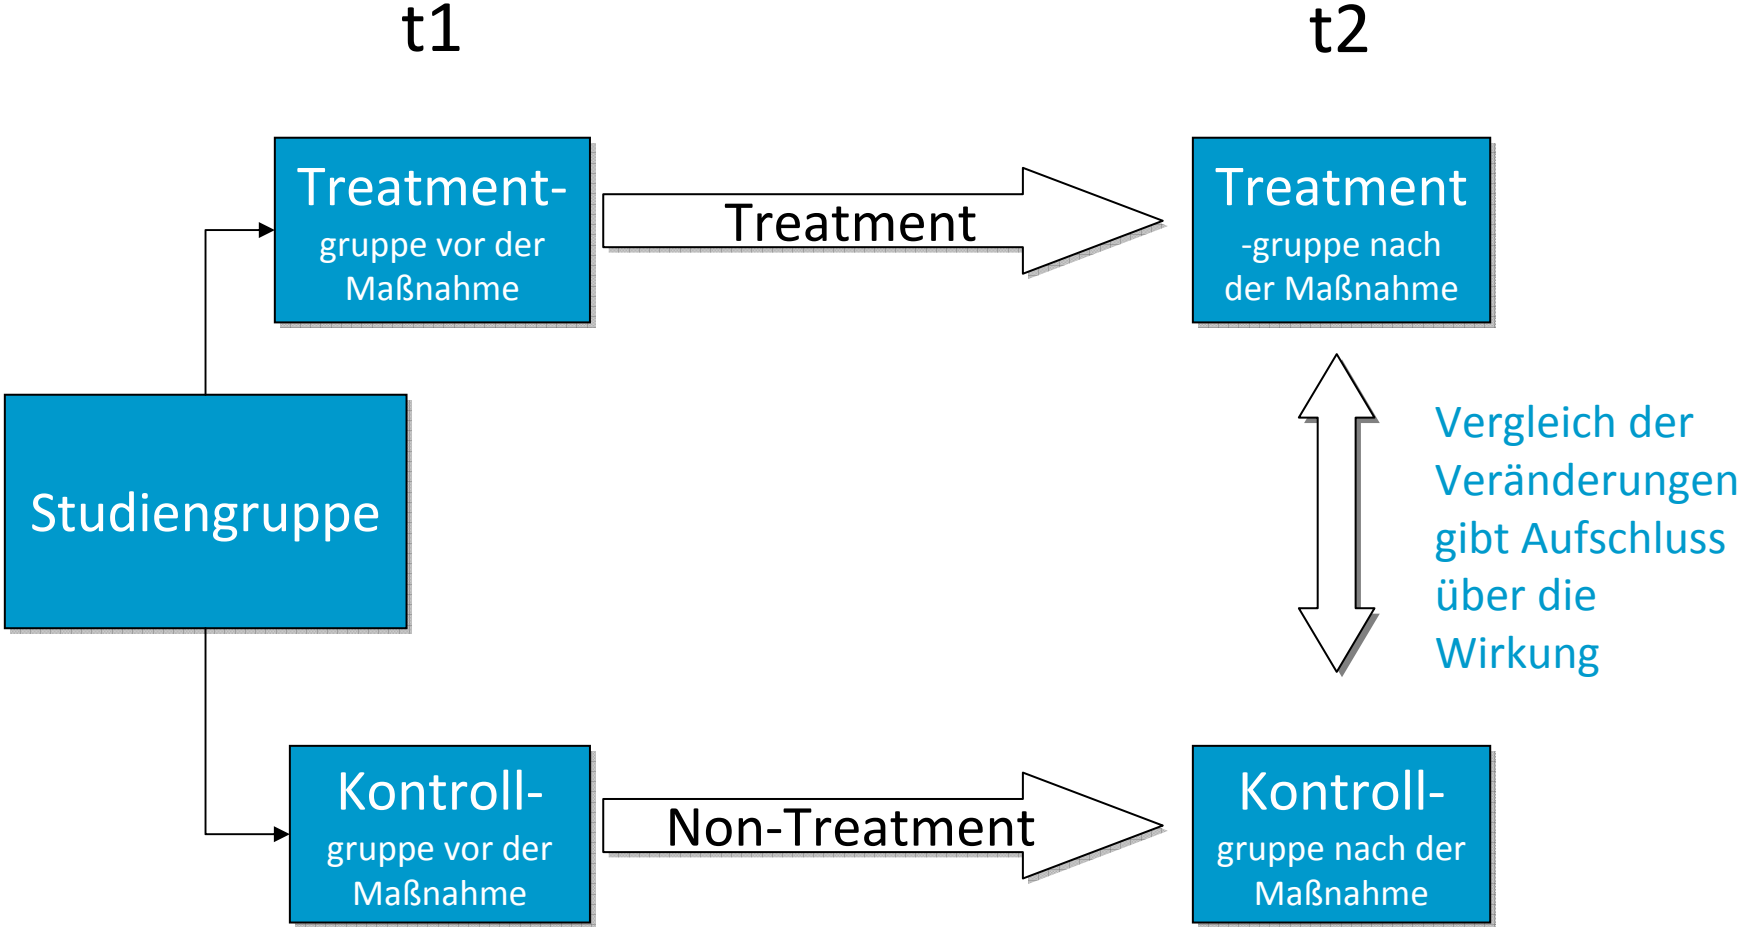 t1
t2
Treatment-
gruppe vor der
Maßnahme
Treatment
Treatment
-gruppe nach
der Maßnahme
Studiengruppe
Vergleich der
Veränderungen
gibt Aufschluss
über die
Wirkung
Kontroll-
gruppe vor der
Maßnahme
Non-Treatment
Kontroll-
gruppe nach der
Maßnahme